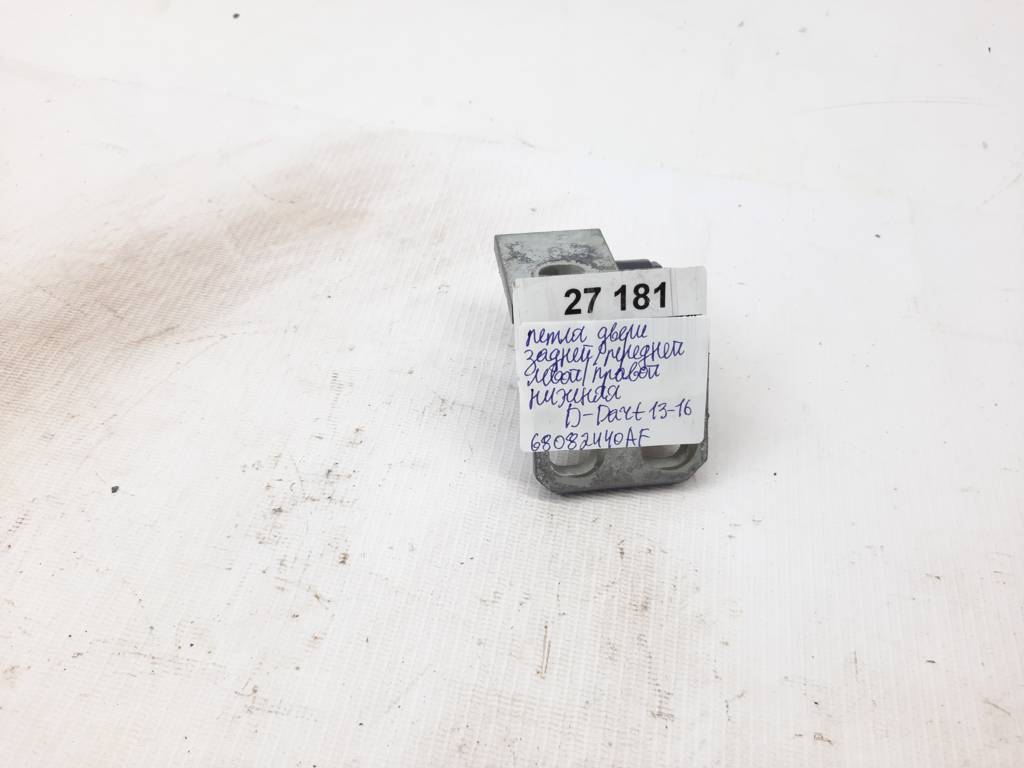 27 181
петля двери
задней/передней
левой/правой
нижняя
D-Dart 13-16
68082440AF